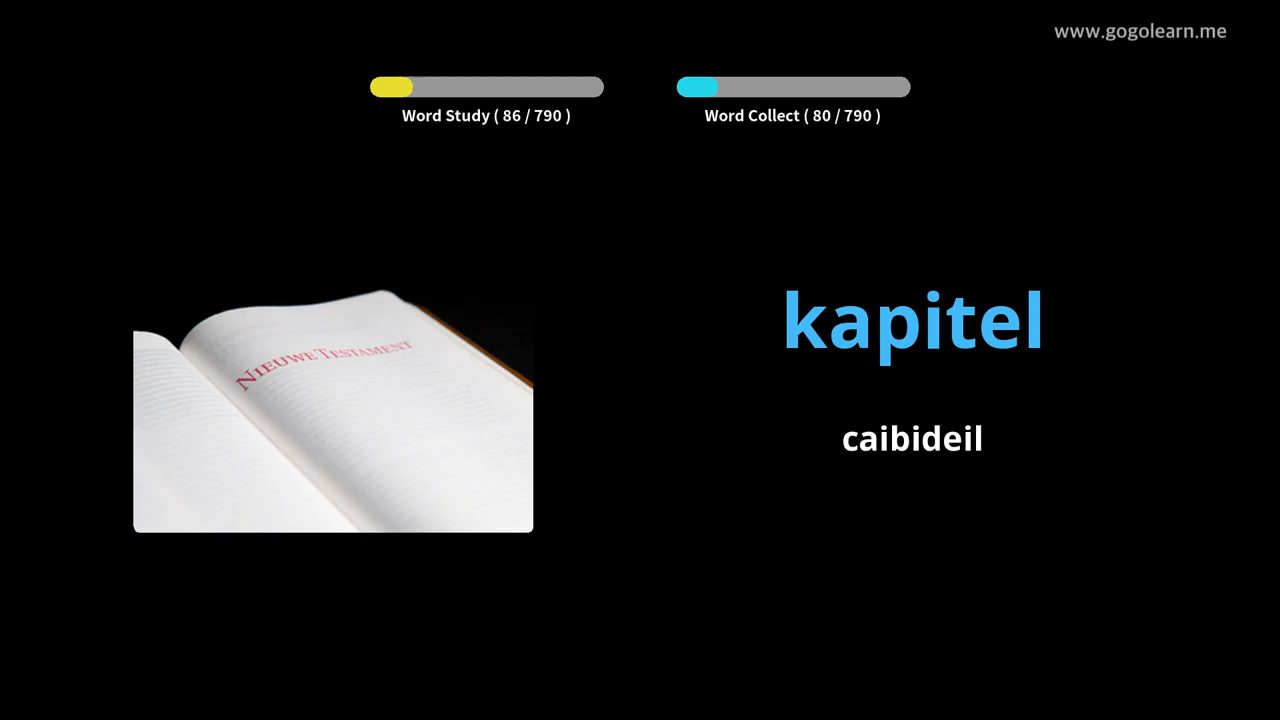 www.gogolearn.me
Word Study ( 86 / 790 )
Word Collect ( 80 / 790 )
NIEUWE TESTAMENT
kapitel
caibideil